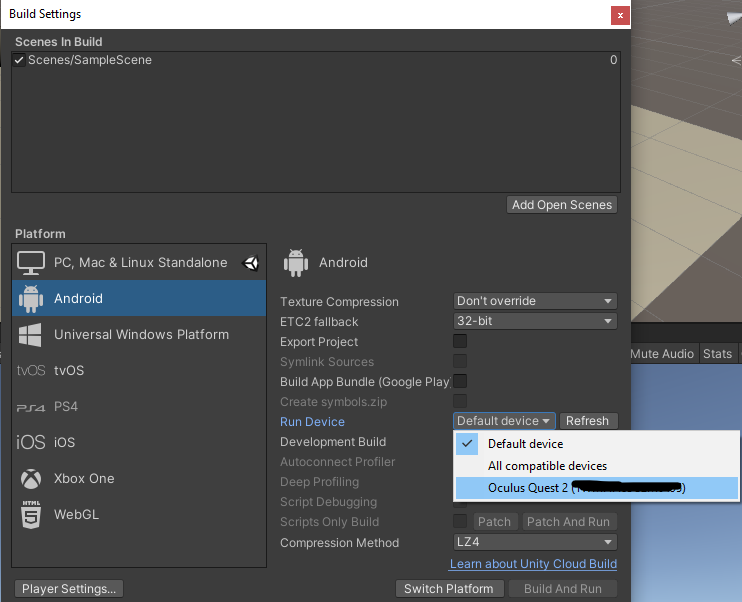 Build Settings
x
Scenes In Build
Scenes/SampleScene 0
Add Open Scenes
Platform
PC, Mac & Linux Standalone
Android
Universal Windows Platform
tvOS tvOS
PS4 PS4
iOS iOS
Xbox One
HTML WebGL
Android
Texture Compression Don't override
ETC2 fallback 32-bit
Export Project
Symlink Sources
Build App Bundle (Google Play
Create symbols.zip
Run Device Default device Refresh
Default device
All compatible devices
Oculus Quest 2 (
Development Build
Autoconnect Profiler
Deep Profiling
Script Debugging
Scripts Only Build Patch Patch And Run
Compression Method LZ4
Learn about Unity Cloud Build
Player Settings... Switch Platform Build And Run
Mute Audio Stats